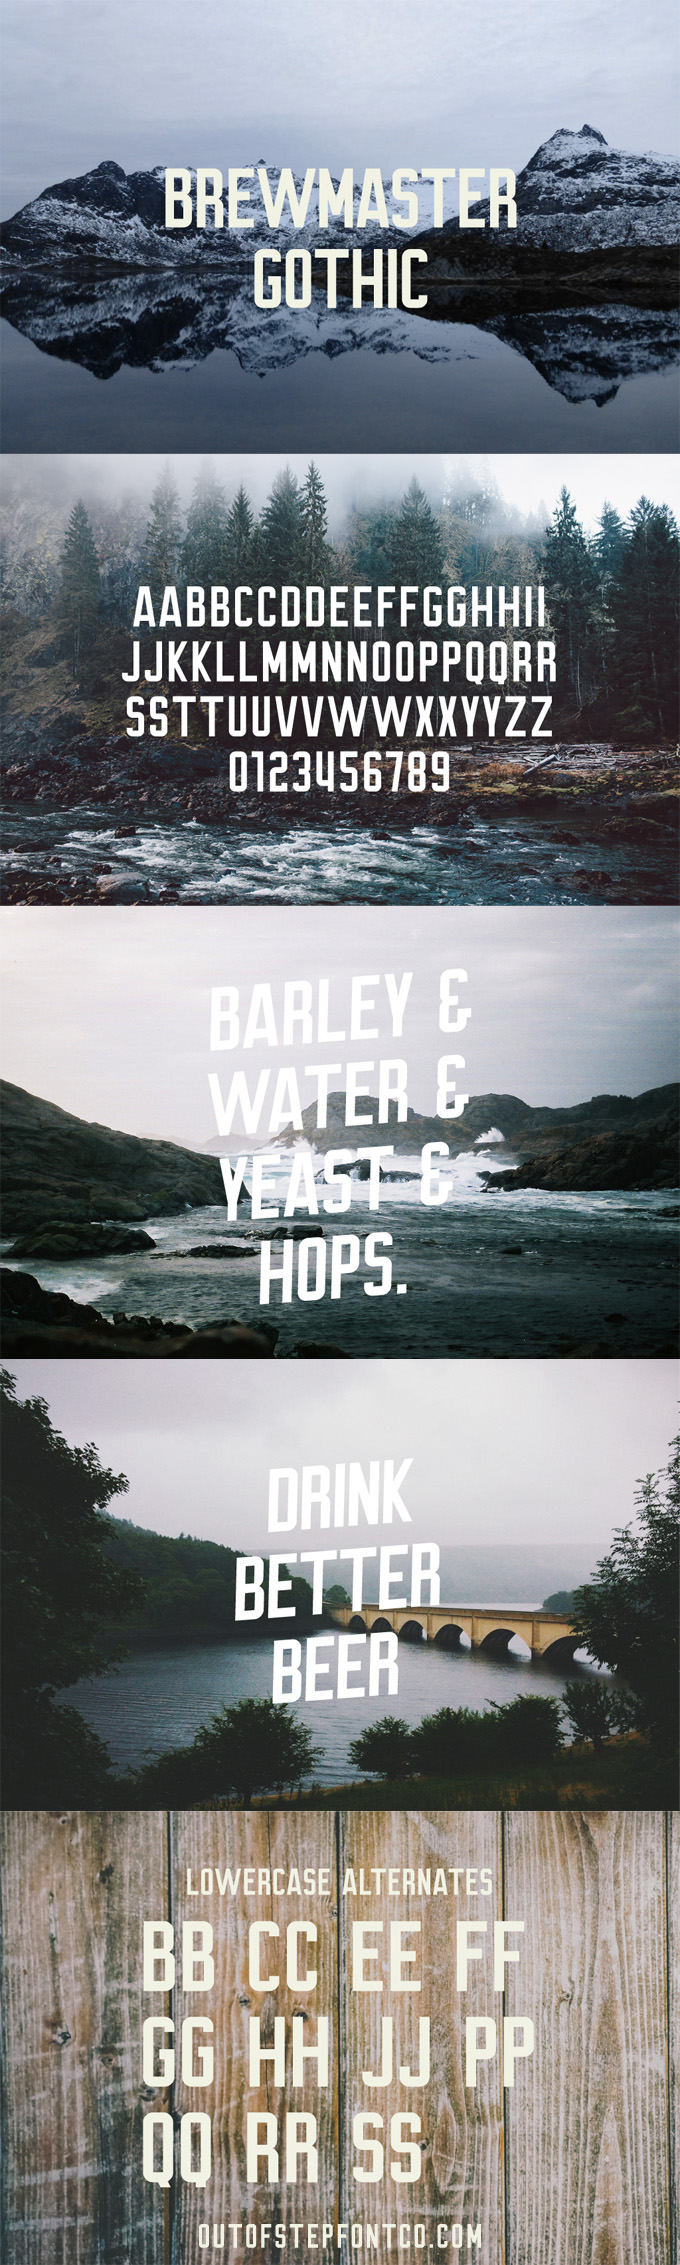 BREWMASTER
GOTHIC
AABBCCDDEEFFGGHHII
JJKKLLMMNNOOPPQQRR
SSTTUUVVWWXXYYZZ
0123456789
BARLEY &
WATER &
YEAST &
HOPS.
DRINK
BETTER
BEER
LOWERCASE ALTERNATES
BB CC EE FF
GG HH JJ PP
QQ RR SS
OUTOFSTEPFONTCO.COM